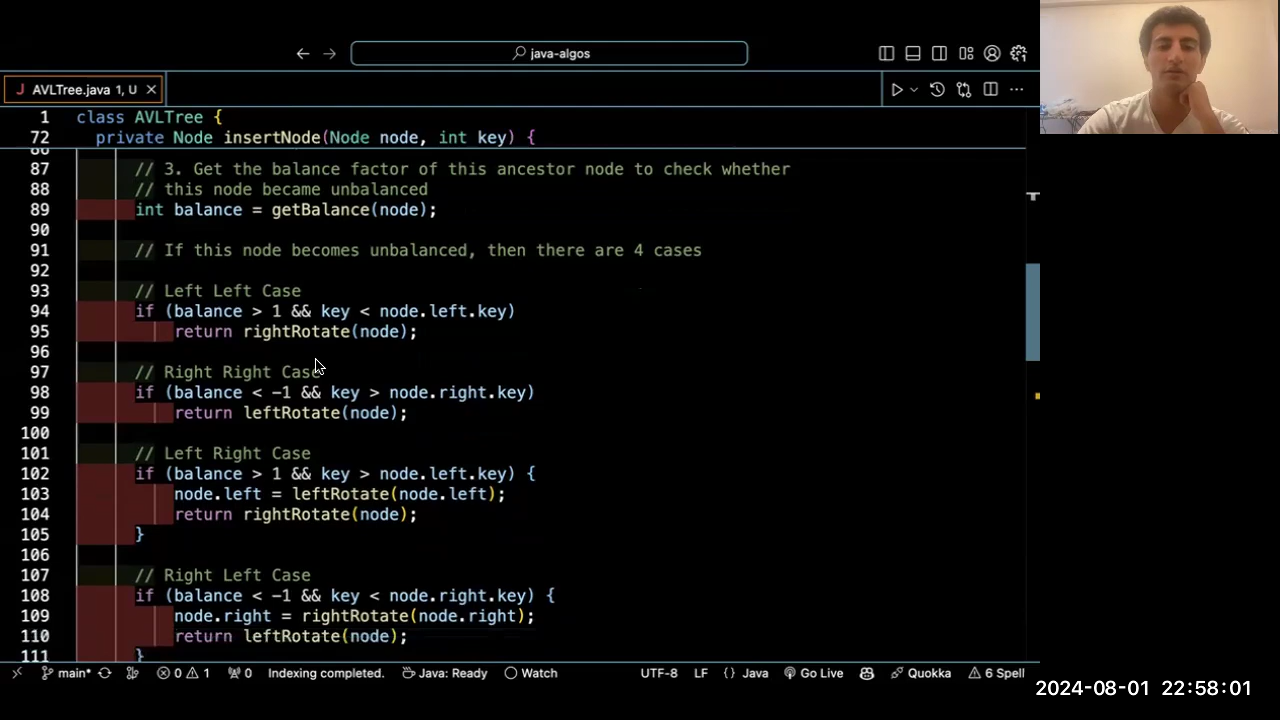 java-algos
J AVLTree.java 1, U
1 class AVLTree {
72 private Node insertNode(Node node, int key) {
87 // 3. Get the balance factor of this ancestor node to check whether
88 // this node became unbalanced
89 int balance = getBalance(node);
90
91 // If this node becomes unbalanced, then there are 4 cases
92
93 // Left Left Case
94 if (balance > 1 && key < node.left.key)
95 return rightRotate(node);
96
97 // Right Right Case
98 if (balance < -1 && key > node.right.key)
99 return leftRotate(node);
100
101 // Left Right Case
102 if (balance > 1 && key > node.left.key) {
103 node.left = leftRotate(node.left);
104 return rightRotate(node);
105 }
106
107 // Right Left Case
108 if (balance < -1 && key < node.right.key) {
109 node.right = rightRotate(node.right);
110 return leftRotate(node);
111 }
main* 0 1 0 Indexing completed. Java: Ready Watch UTF-8 LF {} Java Go Live Quokka 6 Spell
2024-08-01 22:58:01